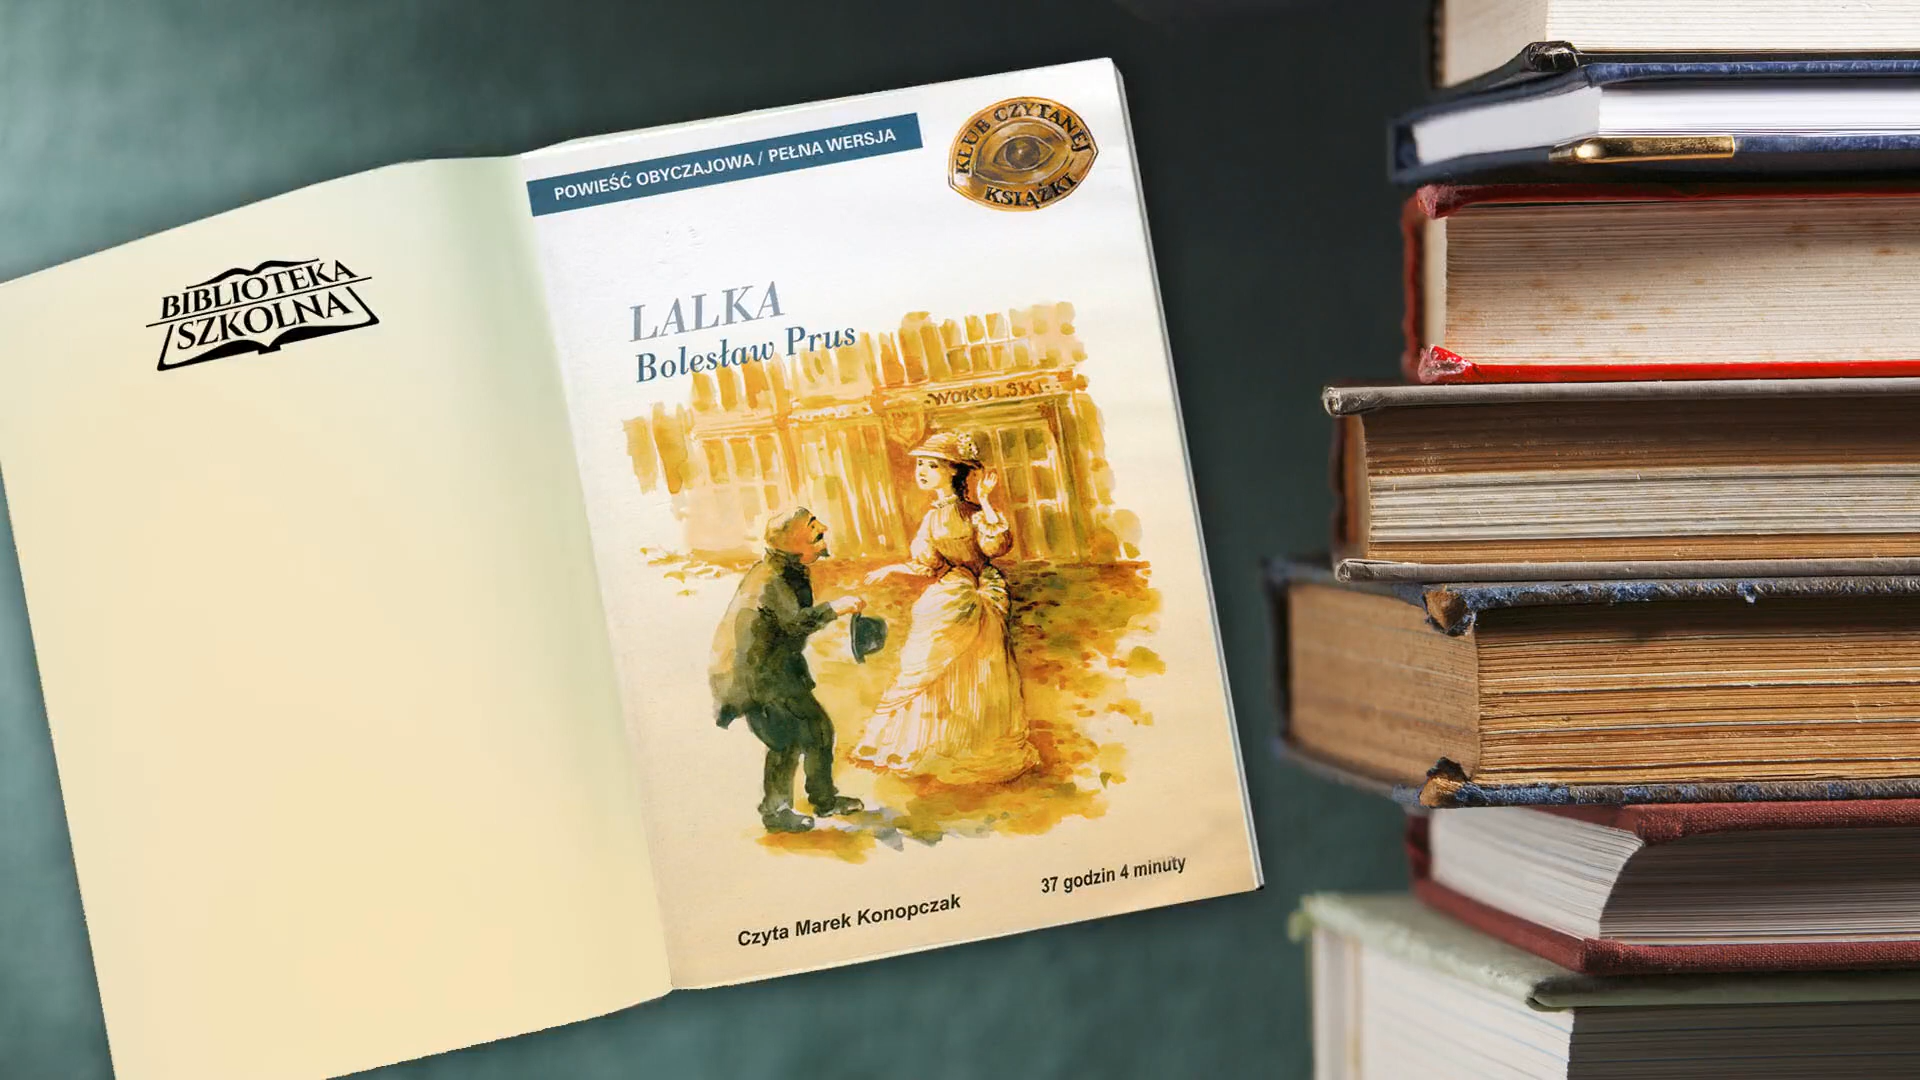 BIBLIOTEKA
SZKOLNA
POWIEŚĆ OBYCZAJOWA / PEŁNA WERSJA
KLUB CZYTANEJ
KSIĄŻKI
LALKA
Bolesław Prus
WOKULSKI
Czyta Marek Konopczak
37 godzin 4 minuty